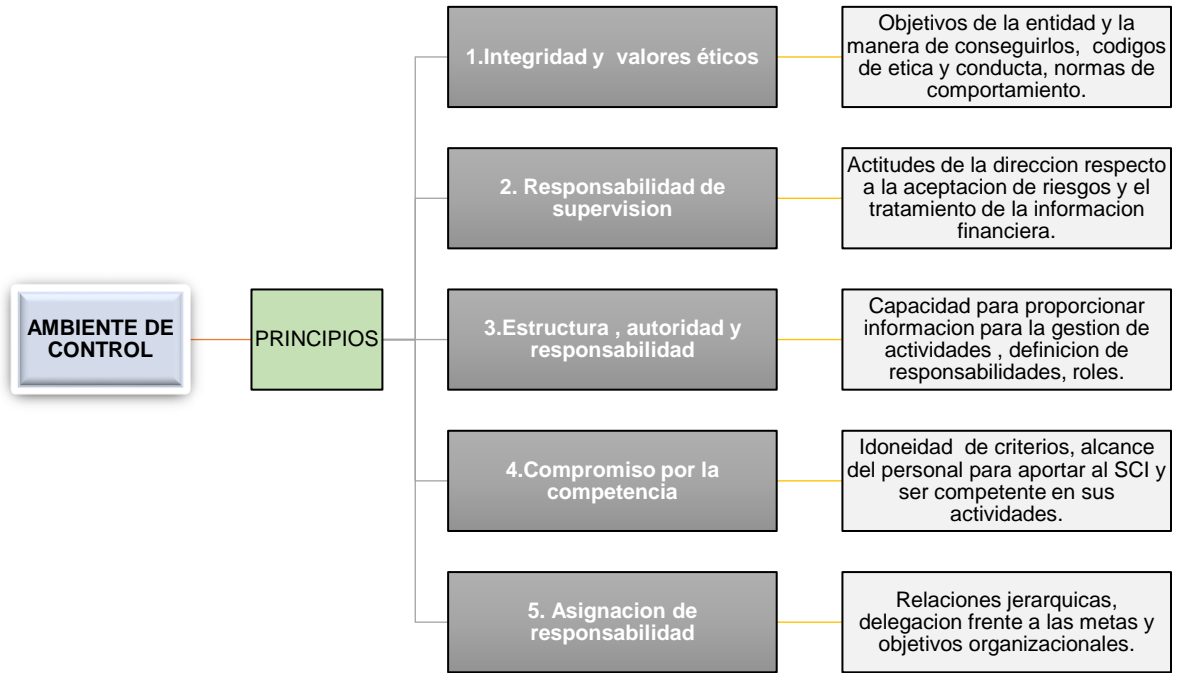 AMBIENTE DE
CONTROL
PRINCIPIOS
1.Integridad y valores éticos
Objetivos de la entidad y la
manera de conseguirlos, codigos
de etica y conducta, normas de
comportamiento.
2. Responsabilidad de
supervision
Actitudes de la direccion respecto
a la aceptacion de riesgos y el
tratamiento de la informacion
financiera.
3.Estructura , autoridad y
responsabilidad
Capacidad para proporcionar
informacion para la gestion de
actividades , definicion de
responsabilidades, roles.
4.Compromiso por la
competencia
Idoneidad de criterios, alcance
del personal para aportar al SCI y
ser competente en sus
actividades.
5. Asignacion de
responsabilidad
Relaciones jerarquicas,
delegacion frente a las metas y
objetivos organizacionales.